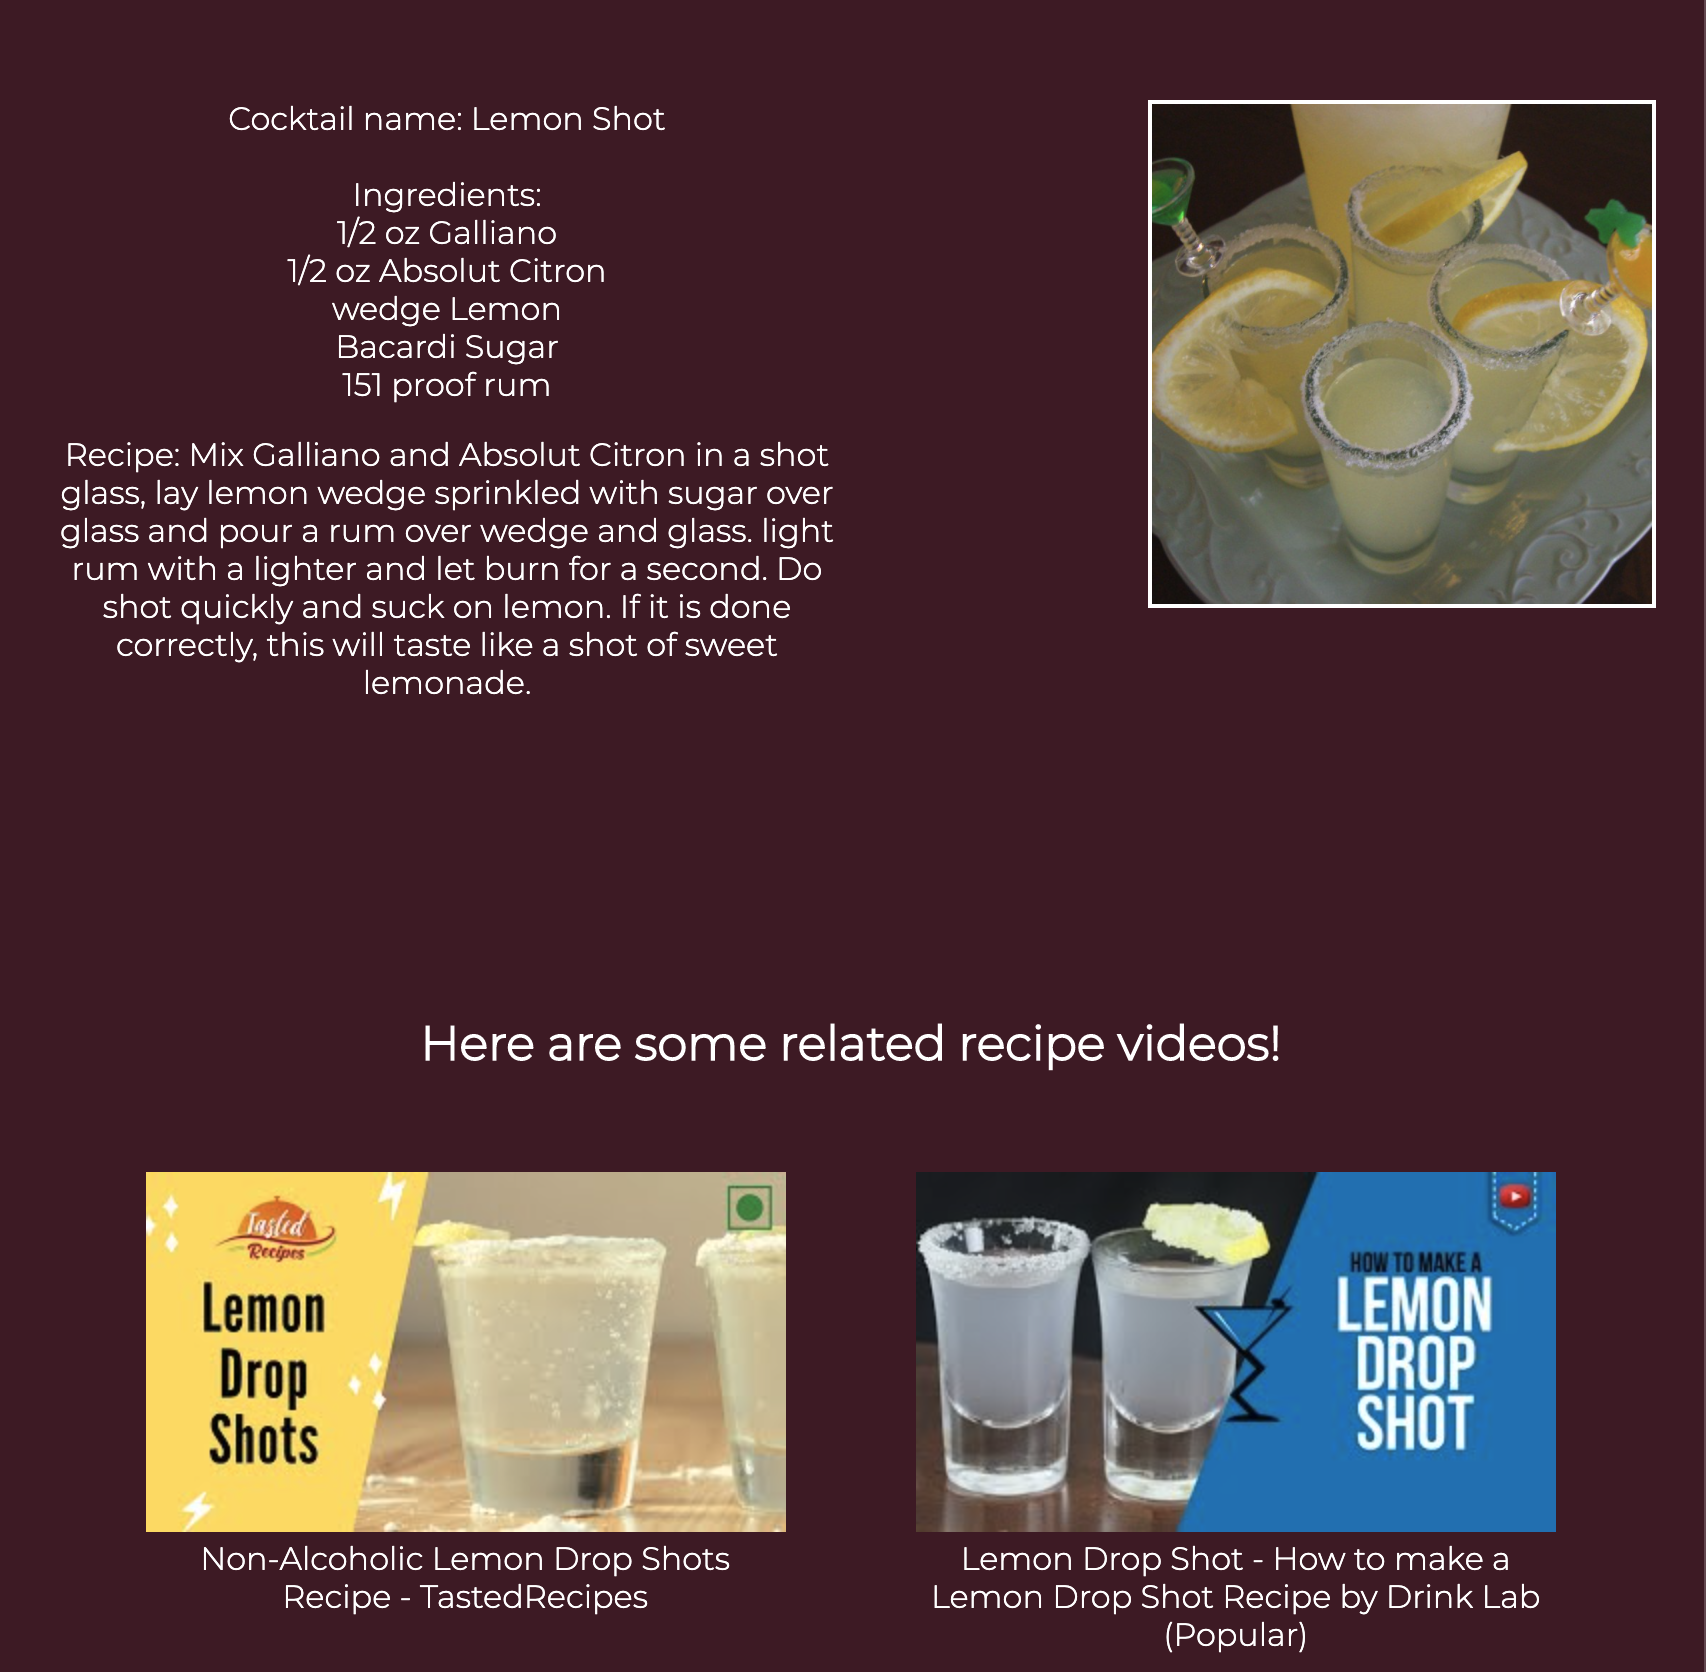 Cocktail name: Lemon Shot
Ingredients:
1/2 oz Galliano
1/2 oz Absolut Citron
wedge Lemon
Bacardi Sugar
151 proof rum
Recipe: Mix Galliano and Absolut Citron in a shot
glass, lay lemon wedge sprinkled with sugar over
glass and pour a rum over wedge and glass. light
rum with a lighter and let burn for a second. Do
shot quickly and suck on lemon. If it is done
correctly, this will taste like a shot of sweet
lemonade.
Here are some related recipe videos!
Tasted
Recipes
Lemon
Drop
Shots
Non-Alcoholic Lemon Drop Shots
Recipe - TastedRecipes
HOW TO MAKE A
LEMON
DROP
SHOT
Lemon Drop Shot - How to make a
Lemon Drop Shot Recipe by Drink Lab
(Popular)